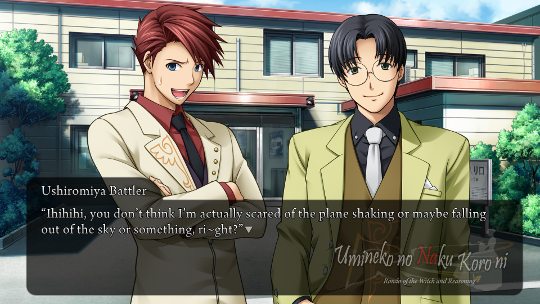 Ushiromiya Battler
“Ihihihi, you don't think I'm actually scared of the plane shaking or maybe falling
out of the sky or something, ri~ght?”
Umineko no Naku Koro ni
Rondo of the Witch and Reasoning